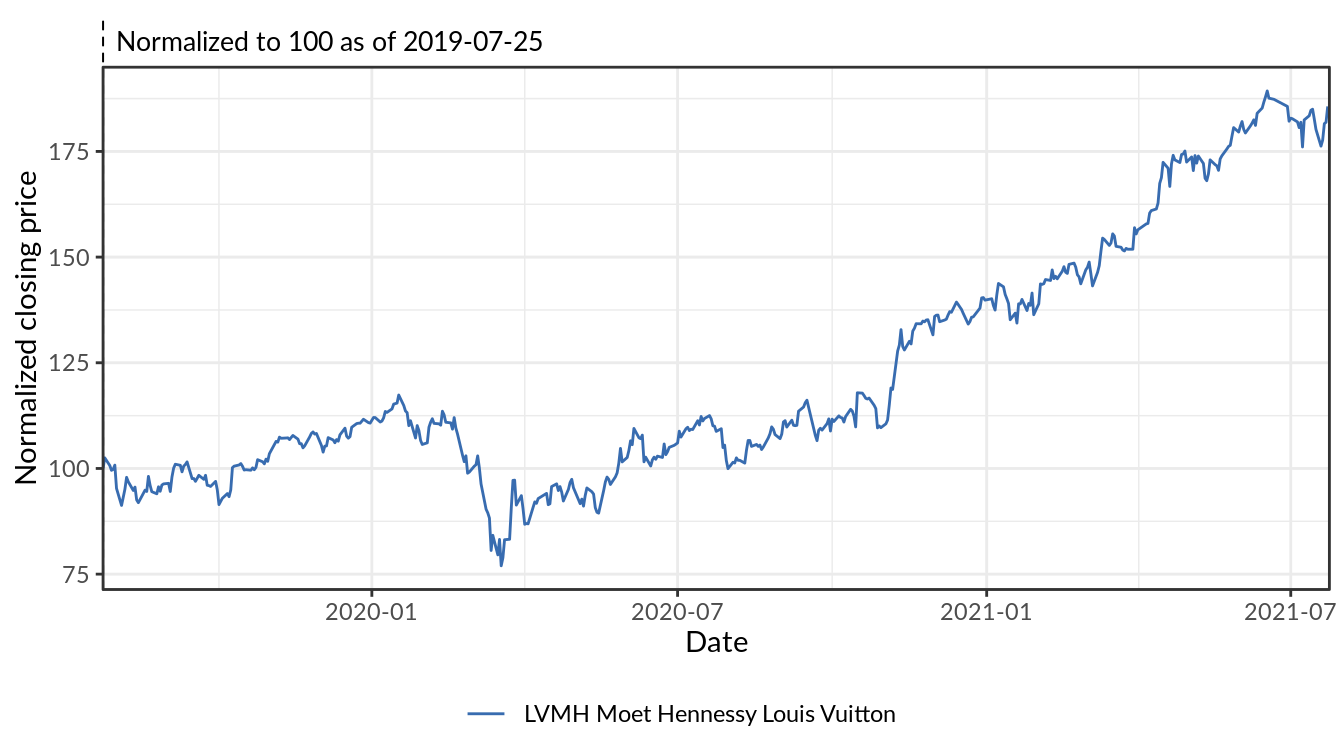 Normalized to 100 as of 2019-07-25
Normalized closing price
175
150
125
100
75
2020-01
2020-07
2021-01
2021-07
Date
LVMH Moet Hennessy Louis Vuitton